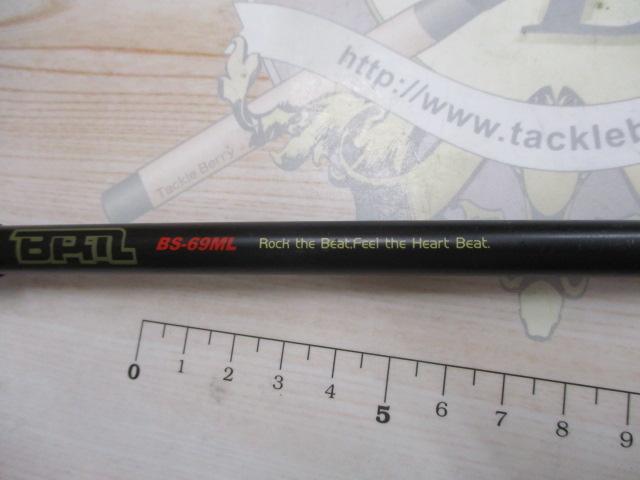 http://www.tackleb
Tackle Berry
BS-69ML Rock the Beat.Feel the Heart Beat.
0 1 2 3 4 5 6 7 8 9